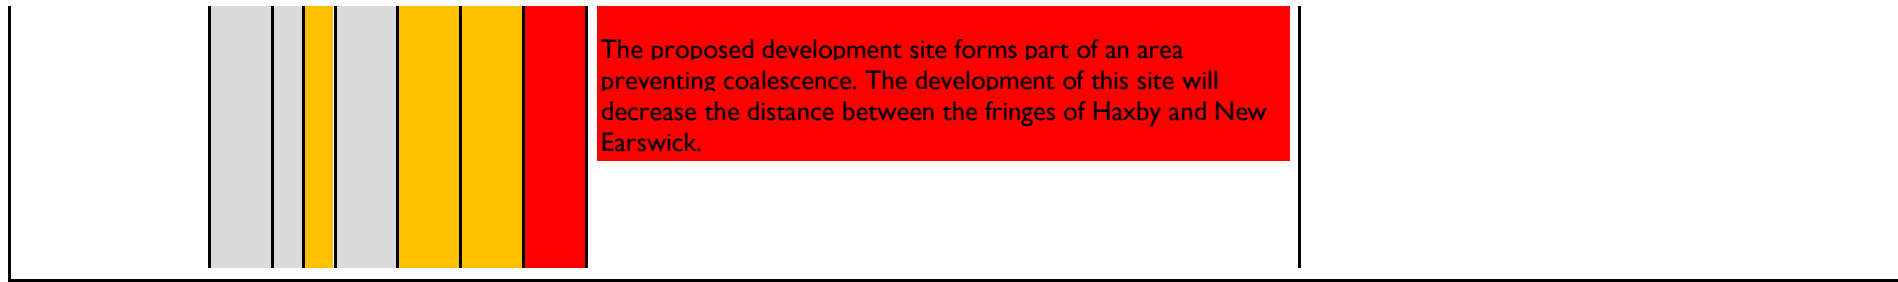 The proposed development site forms part of an area
preventing coalescence. The development of this site will
decrease the distance between the fringes of Haxby and New
Earswick.